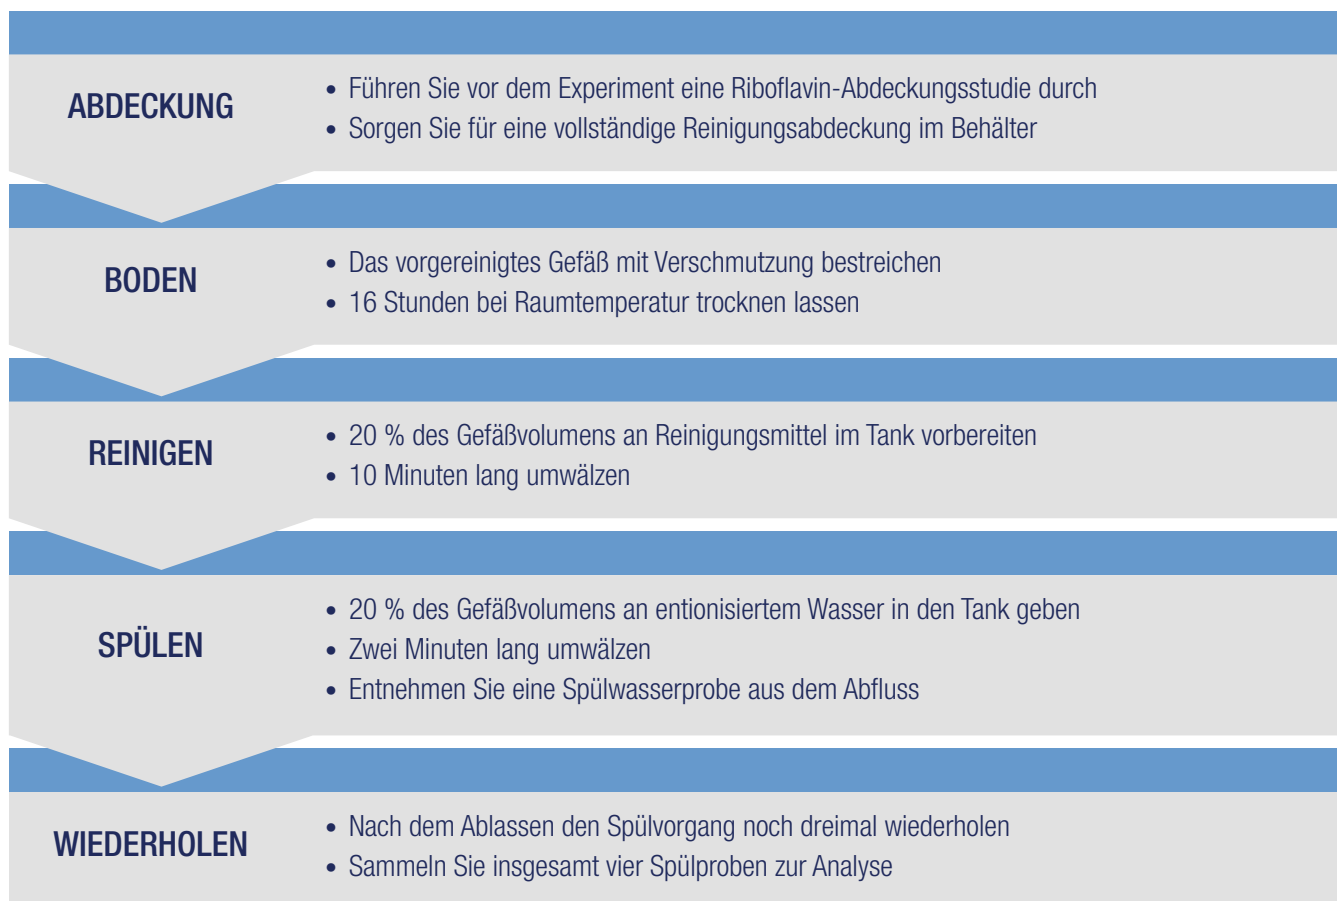 ABDECKUNG
• Führen Sie vor dem Experiment eine Riboflavin-Abdeckungsstudie durch
• Sorgen Sie für eine vollständige Reinigungsabdeckung im Behälter
BODEN
• Das vorgereinigtes Gefäß mit Verschmutzung bestreichen
• 16 Stunden bei Raumtemperatur trocknen lassen
REINIGEN
• 20 % des Gefäßvolumens an Reinigungsmittel im Tank vorbereiten
• 10 Minuten lang umwälzen
SPÜLEN
• 20 % des Gefäßvolumens an entionisiertem Wasser in den Tank geben
• Zwei Minuten lang umwälzen
• Entnehmen Sie eine Spülwasserprobe aus dem Abfluss
WIEDERHOLEN
• Nach dem Ablassen den Spülvorgang noch dreimal wiederholen
• Sammeln Sie insgesamt vier Spülproben zur Analyse